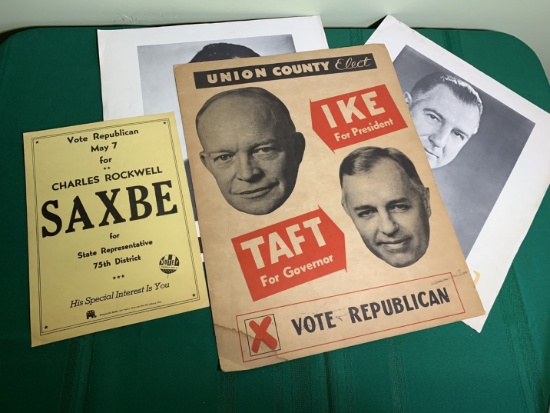 Vote Republican
May 7
for
CHARLES ROCKWELL
SAXBE
for
State Representative
75th District
***
His Special Interest Is You
UNION COUNTY Elect
IKE
For President
TAFT
For Governor
X VOTE REPUBLICAN